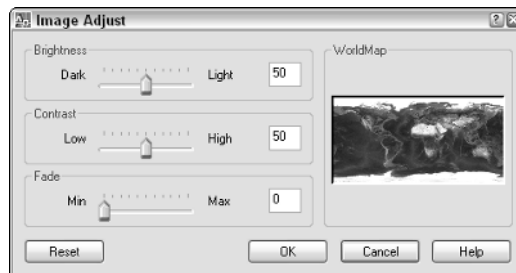 Image Adjust
Brightness
Dark Light 50
Contrast
Low High 50
Fade
Min Max 0
WorldMap
Reset OK Cancel Help